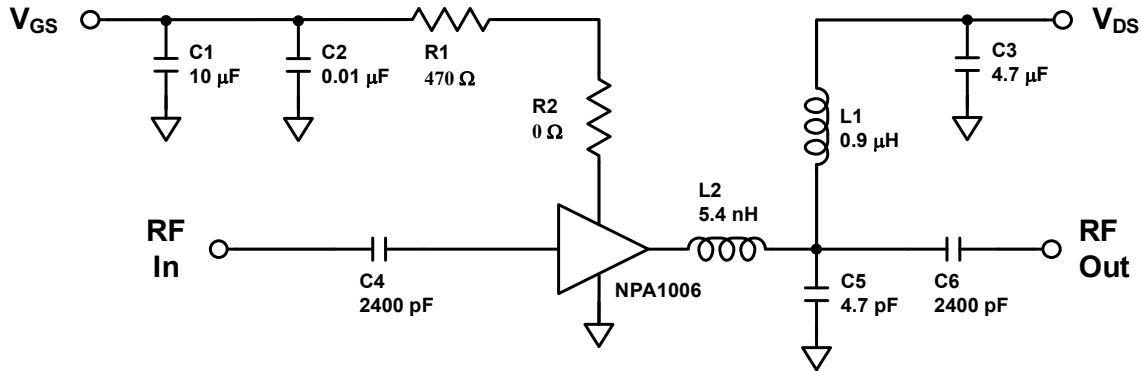 V_GS
C1
10 μF
C2
0.01 μF
R1
470 Ω
R2
0 Ω
V_DS
C3
4.7 μF
L1
0.9 μH
L2
5.4 nH
RF
In
C4
2400 pF
NPA1006
C5
4.7 pF
C6
2400 pF
RF
Out